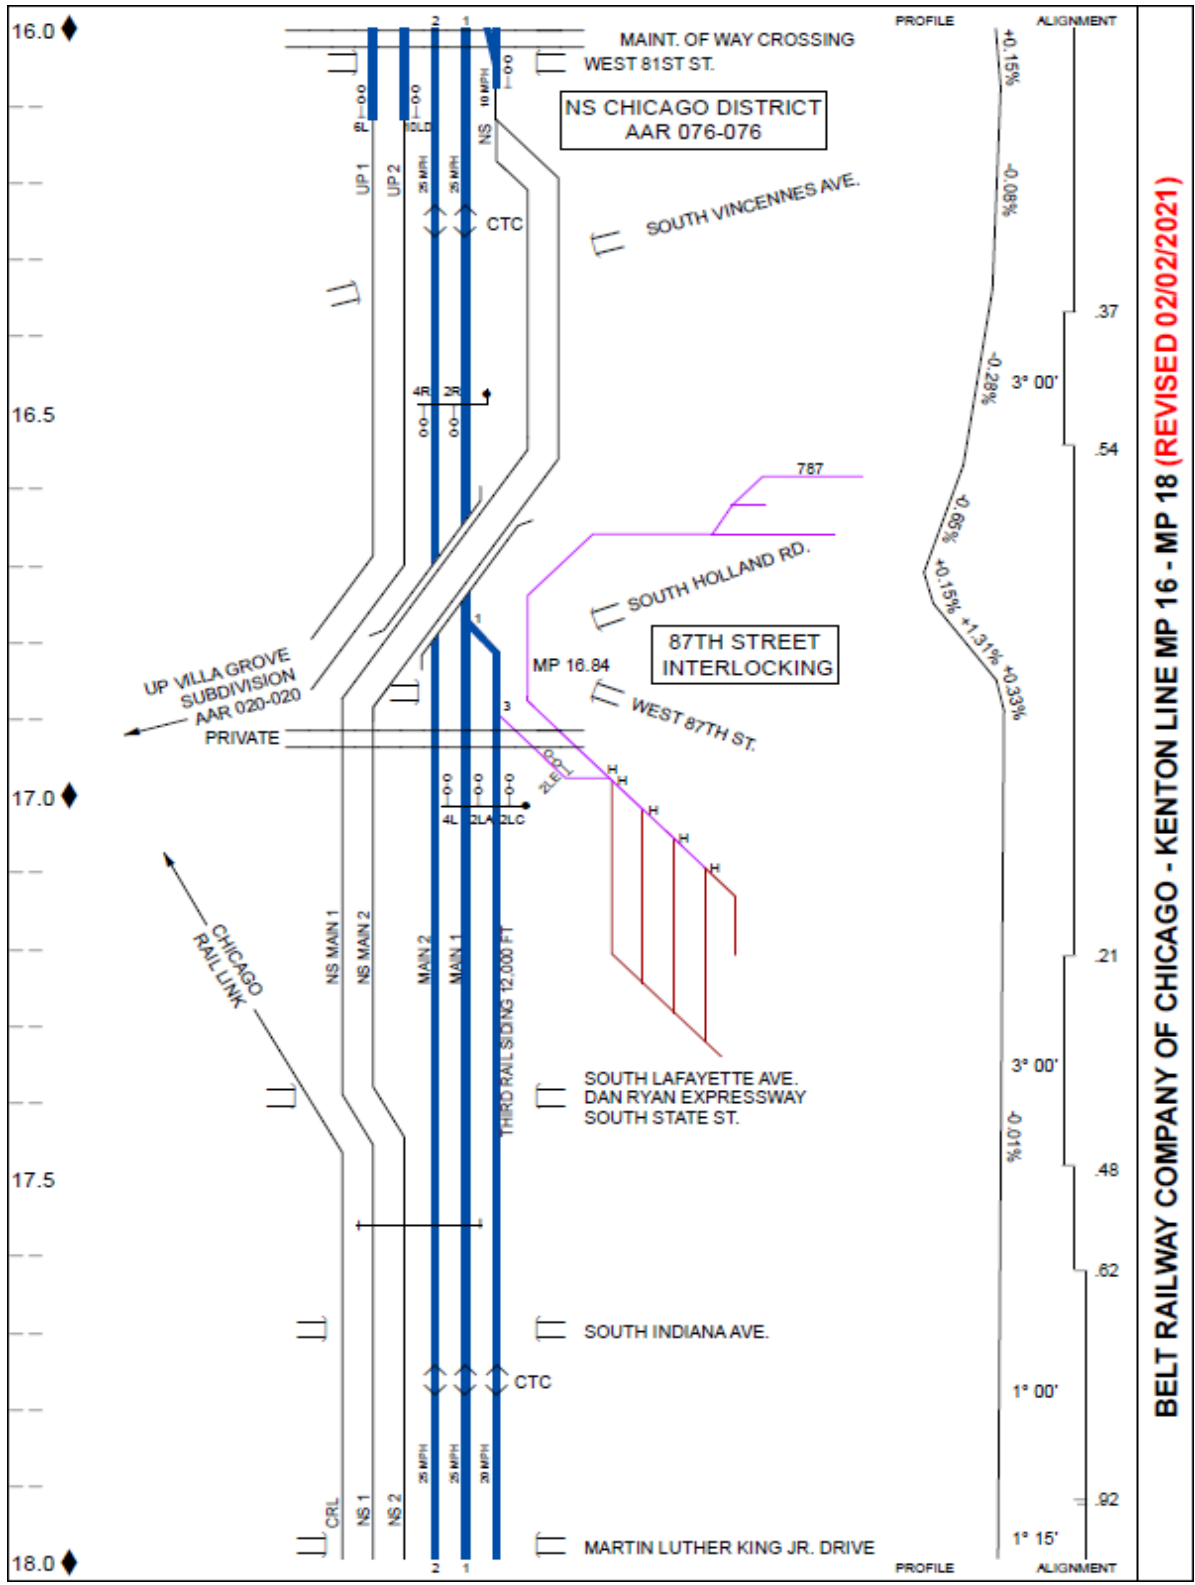 16.0
2 1
PROFILE ALIGNMENT
MAINT. OF WAY CROSSING
WEST 81ST ST.
+0.15%
10 MPH
NS CHICAGO DISTRICT
AAR 076-076
6L
10LD
NS
UP 1
UP 2
25 MPH
25 MPH
-0.08%
SOUTH VINCENNES AVE.
CTC
.37
-0.28%
3° 00'
4R 2R
16.5
.54
787
-0.65%
SOUTH HOLLAND RD.
+0.15%
1
87TH STREET
INTERLOCKING
+1.31%
MP 16.84
+0.33%
UP VILLA GROVE
SUBDIVISION
AAR 020-020
3
WEST 87TH ST.
PRIVATE
2LE
H
H
17.0
4L 2LA 2LC
H
H
H
CHICAGO
RAIL LINK
NS MAIN 1
NS MAIN 2
MAIN 2
MAIN 1
THIRD RAIL SIDING 12,000 FT
.21
3° 00'
SOUTH LAFAYETTE AVE.
DAN RYAN EXPRESSWAY
SOUTH STATE ST.
-0.01%
17.5
.48
.62
SOUTH INDIANA AVE.
CTC
1° 00'
25 MPH
25 MPH
20 MPH
CRL
NS 1
NS 2
.92
1° 15'
MARTIN LUTHER KING JR. DRIVE
18.0
2 1
PROFILE ALIGNMENT
BELT RAILWAY COMPANY OF CHICAGO - KENTON LINE MP 16 - MP 18 (REVISED 02/02/2021)